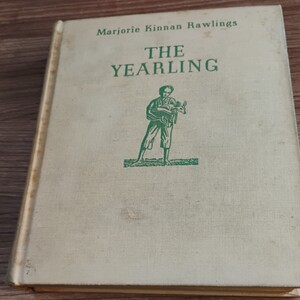 Marjorie Kinnan Rawlings
THE
YEARLING